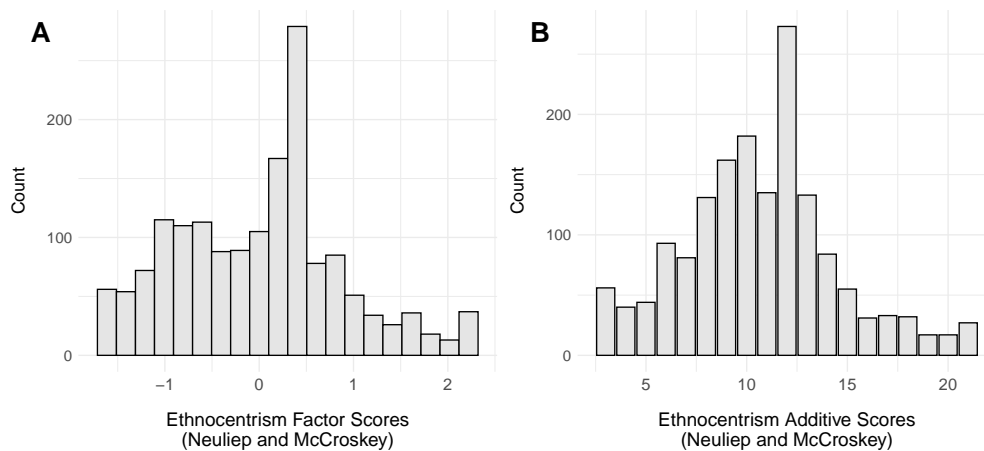 A
Count
200
100
0
−1
0
1
2
Ethnocentrism Factor Scores
(Neuliep and McCroskey)
B
Count
200
100
0
5
10
15
20
Ethnocentrism Additive Scores
(Neuliep and McCroskey)